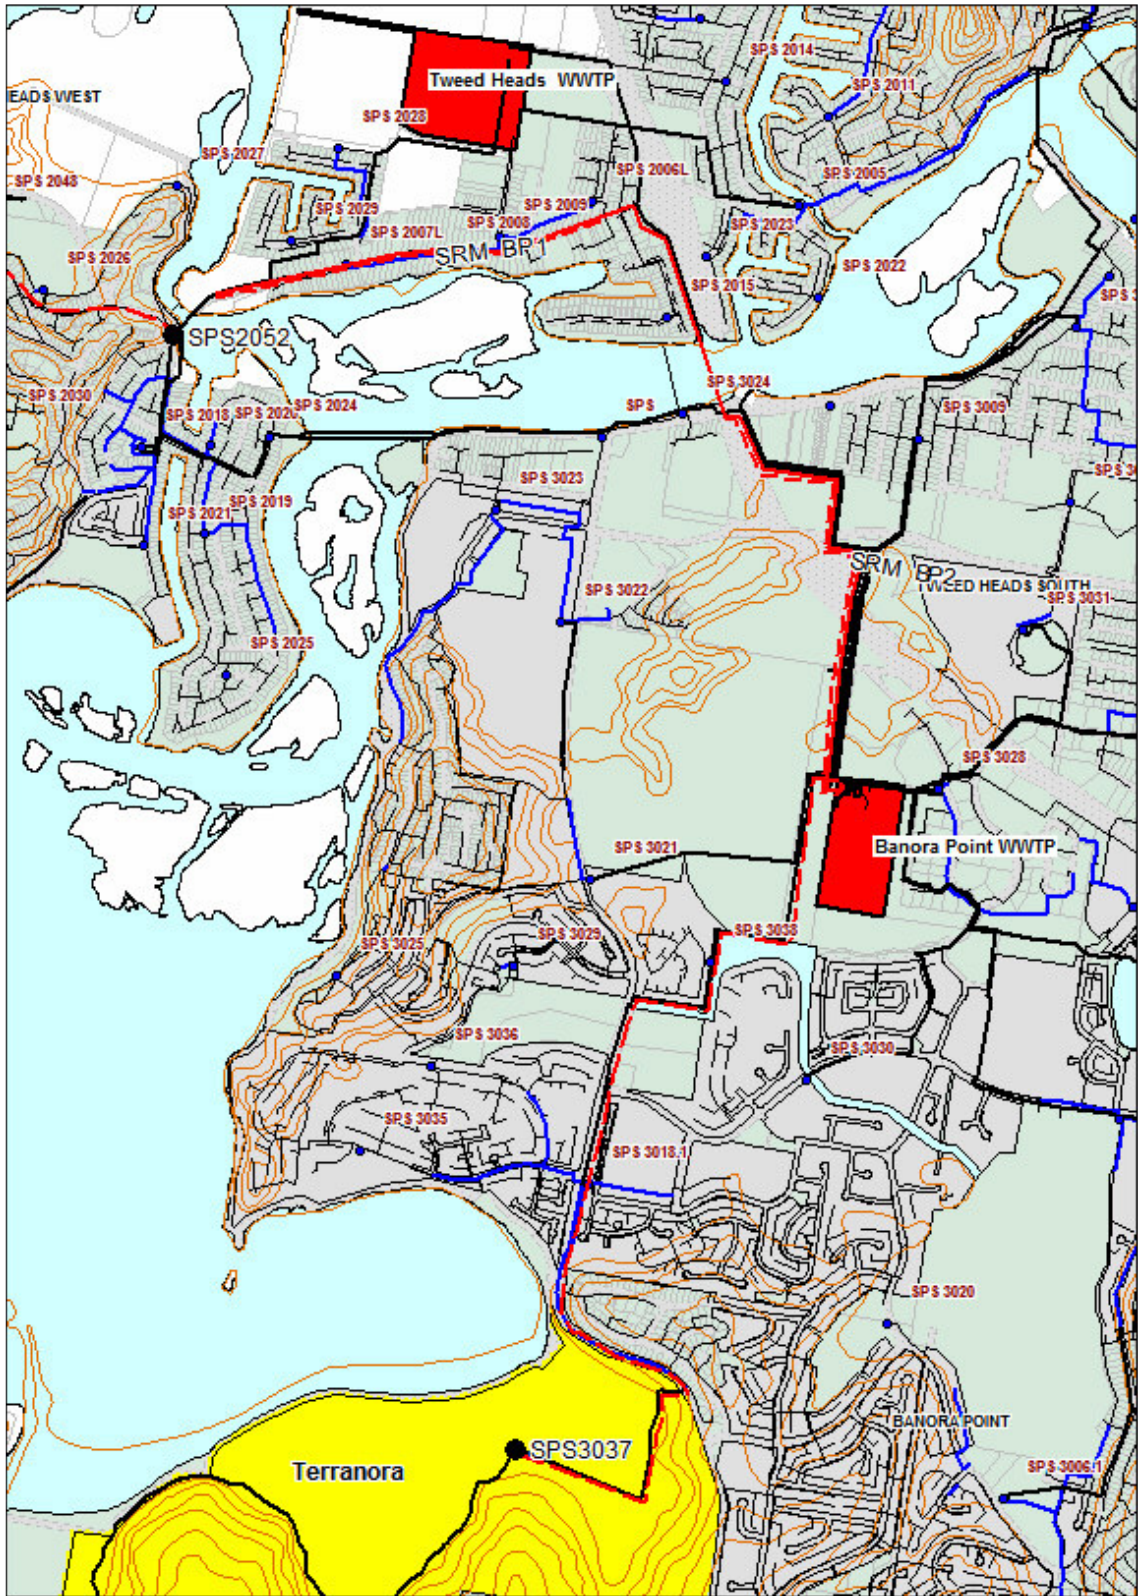 SPS 2014
Tweed Heads WWTP
SPS 2011
EADS WEST
SPS 2028
SPS 2027
SPS 2006L
SPS 2005
SPS 2048
SPS 2029
SPS 2009
SPS 2008
SPS 2023
SPS 2007L
SRM BP1
SPS 2026
SPS 2022
SPS 2015
SPS 3
SPS2052
SPS 3024
SPS 2030
SPS 2018
SPS 2020
SPS 2024
SPS
SPS 3009
SPS 3023
SPS 2019
SPS 2021
SRM BP2
TWEED HEADS SOUTH
SPS 3022
SPS 3031
SPS 2025
SPS 3028
SPS 3021
Banora Point WWTP
SPS 3025
SPS 3029
SPS 3038
SPS 3036
SPS 3030
SPS 3035
SPS 3018.1
SPS 3020
BANORA POINT
SPS3037
Terranora
SPS 3006.1